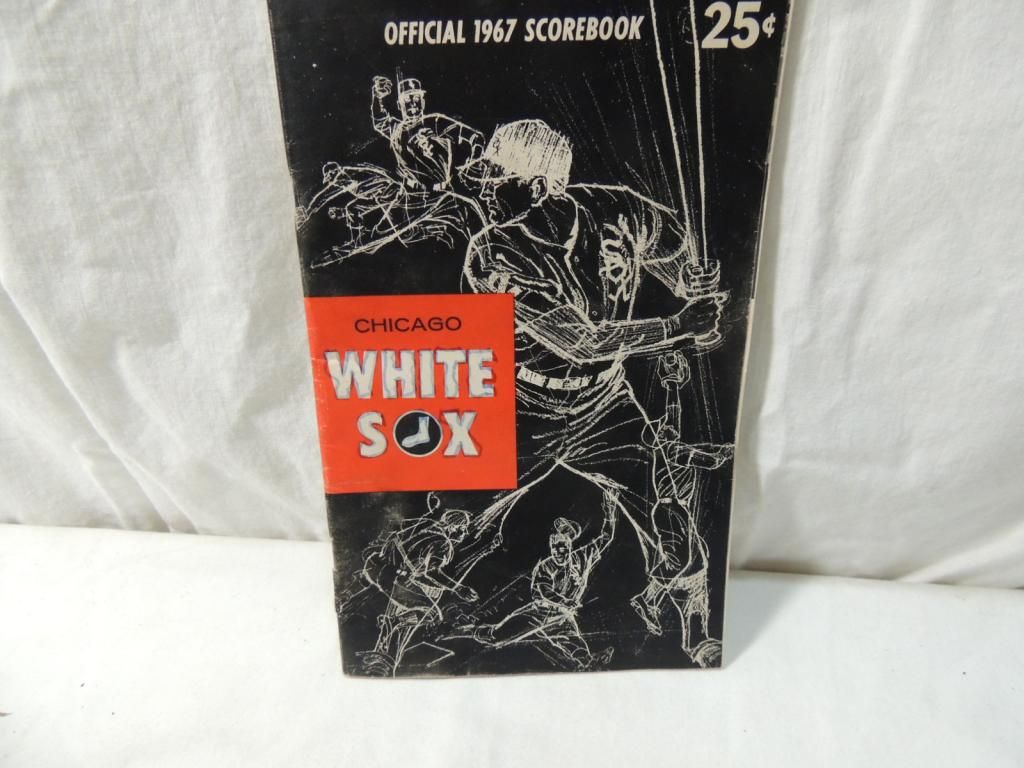 OFFICIAL 1967 SCOREBOOK 25¢
CHICAGO
WHITE
SOX